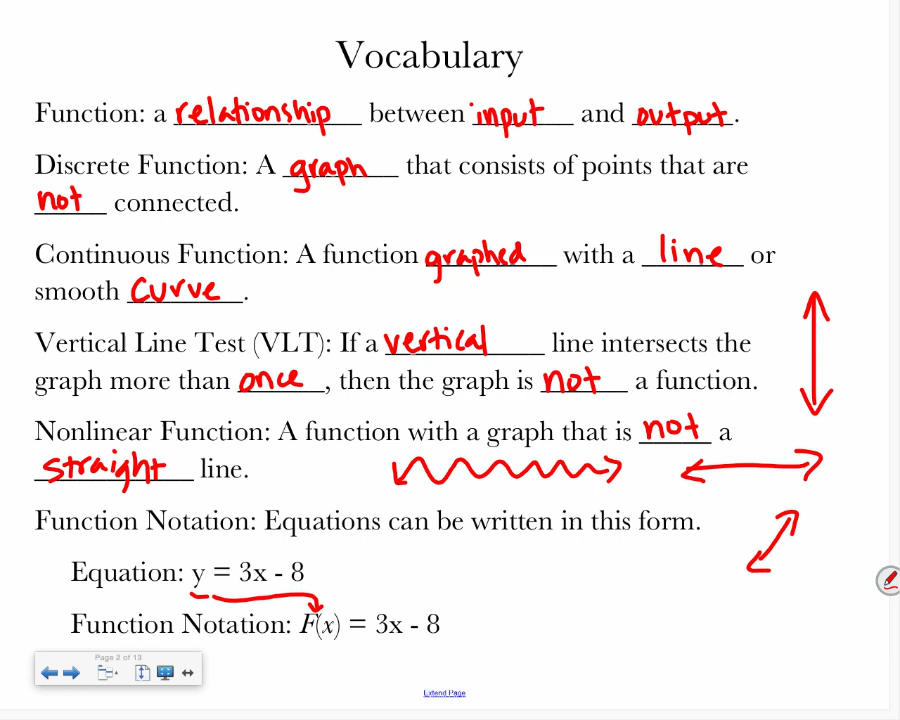 Vocabulary
Function: a relationship between input and output.
Discrete Function: A graph that consists of points that are
not connected.
Continuous Function: A function graphed with a line or
smooth curve.
Vertical Line Test (VLT): If a vertical line intersects the
graph more than once, then the graph is not a function.
Nonlinear Function: A function with a graph that is not a
straight line.
Function Notation: Equations can be written in this form.
Equation: y = 3x - 8
Function Notation: F(x) = 3x - 8
Page 2 of 13
Extend Page